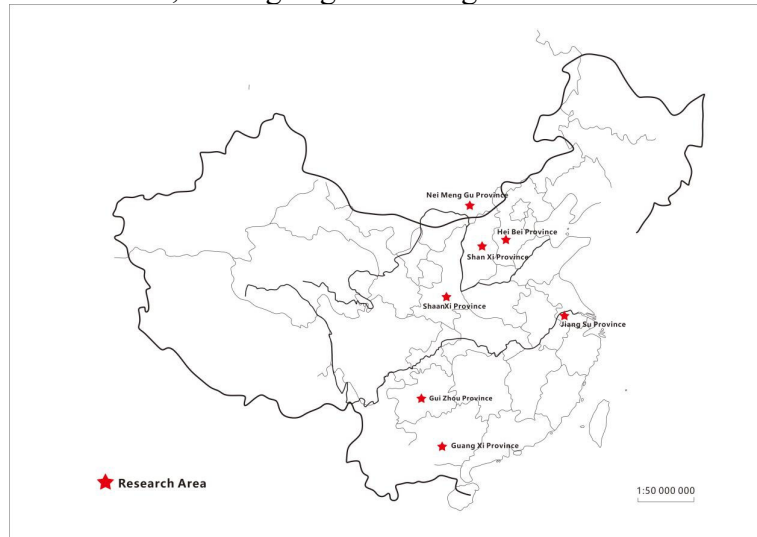 Nei Meng Gu Province
Hei Bei Province
Shan Xi Province
ShaanXi Province
Jiang Su Province
Gui Zhou Province
Guang Xi Province
Research Area
1:50 000 000